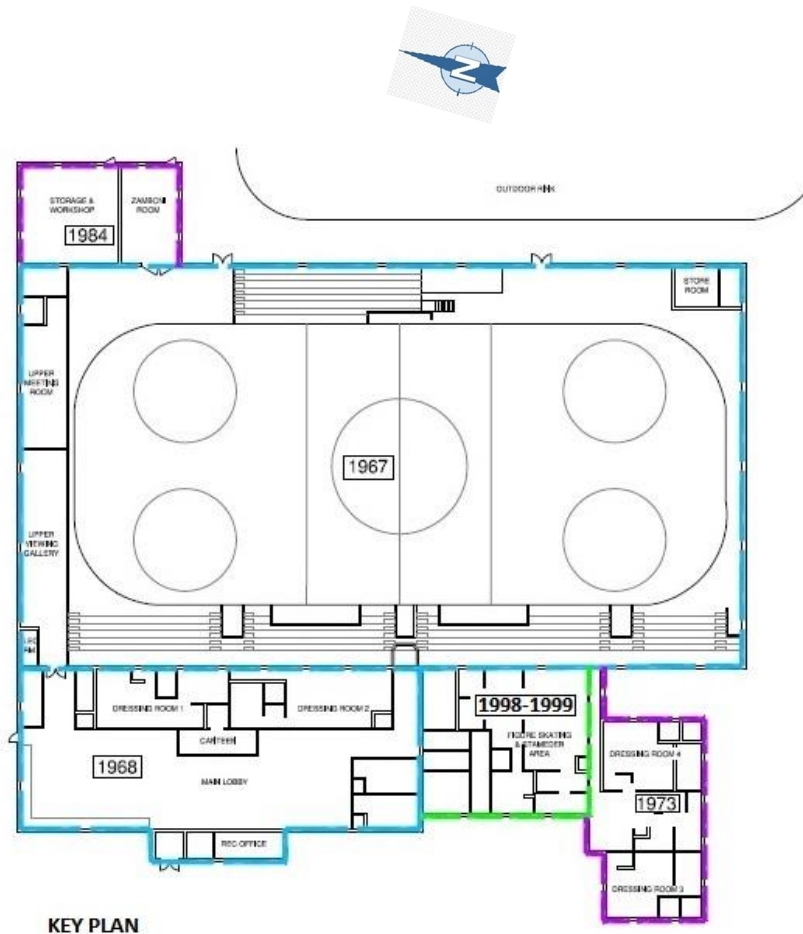 N
OUTDOOR RINK
STORAGE &
WORKSHOP
ZAMBONI
ROOM
1984
STORE
ROOM
UPPER
MEETING
ROOM
1967
UPPER
VIEWING
GALLERY
DRESSING ROOM 1
DRESSING ROOM 2
CANTEEN
1968
MAIN LOBBY
REC OFFICE
1998-1999
FIGURE SKATING
&
AREA
DRESSING ROOM 4
1973
DRESSING ROOM 3
KEY PLAN